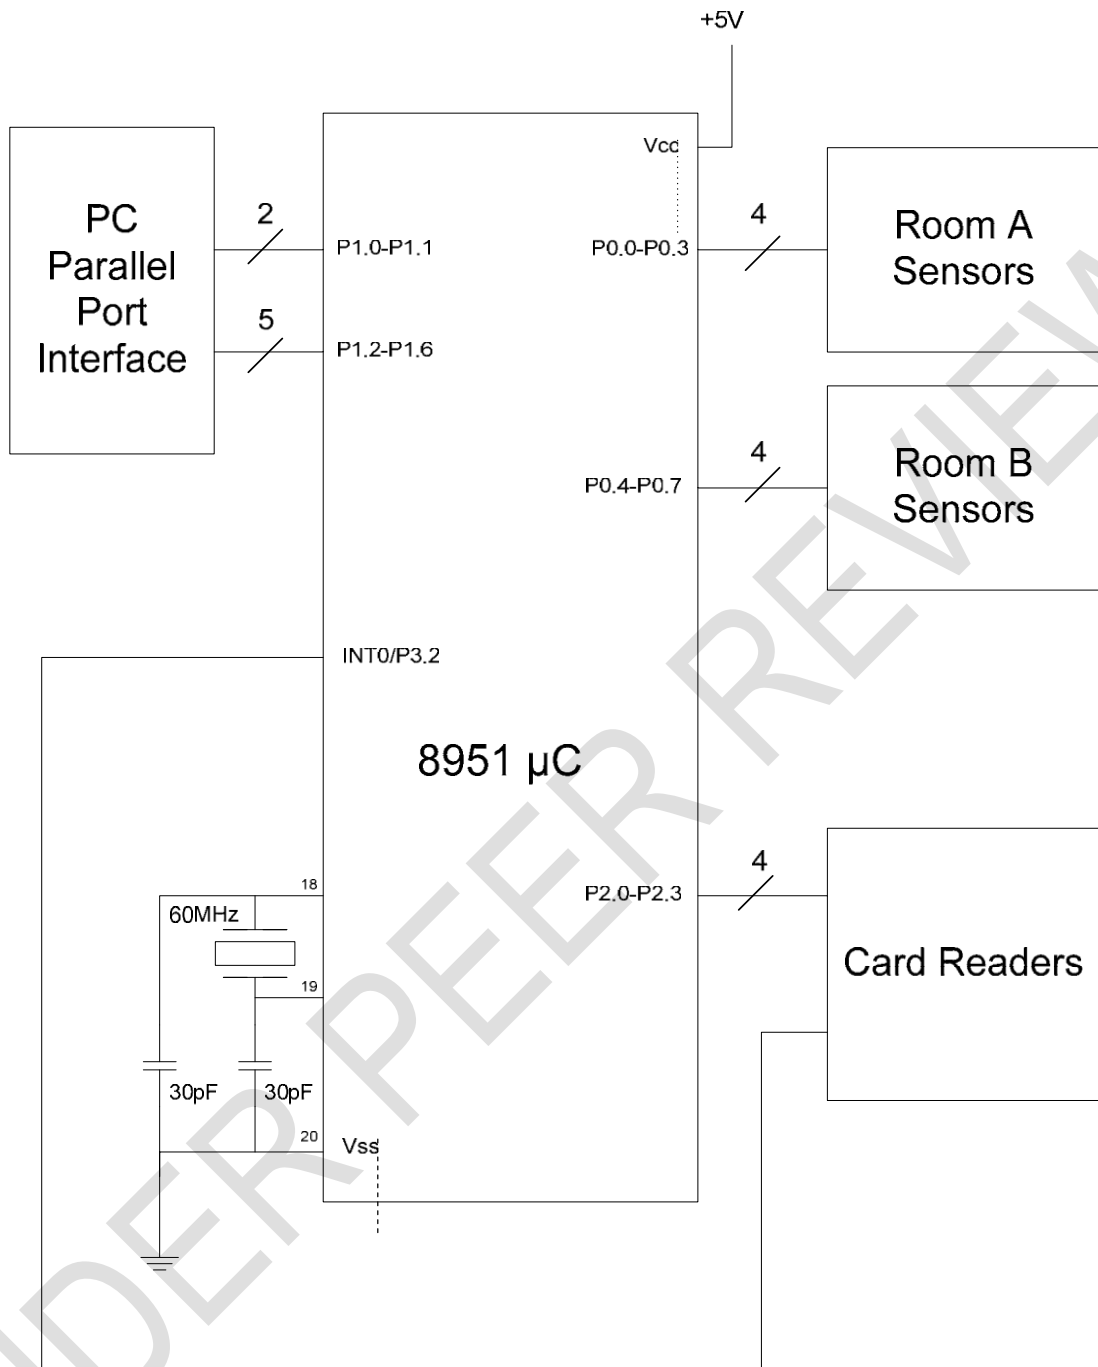 +5V
Vcc
PC
Parallel
Port
Interface
2
P1.0-P1.1
5
P1.2-P1.6
P0.0-P0.3
4
Room A
Sensors
P0.4-P0.7
4
Room B
Sensors
INT0/P3.2
8951 µC
18
60MHz
19
30pF
30pF
20
Vss
P2.0-P2.3
4
Card Readers
NDER PEER REVIEW